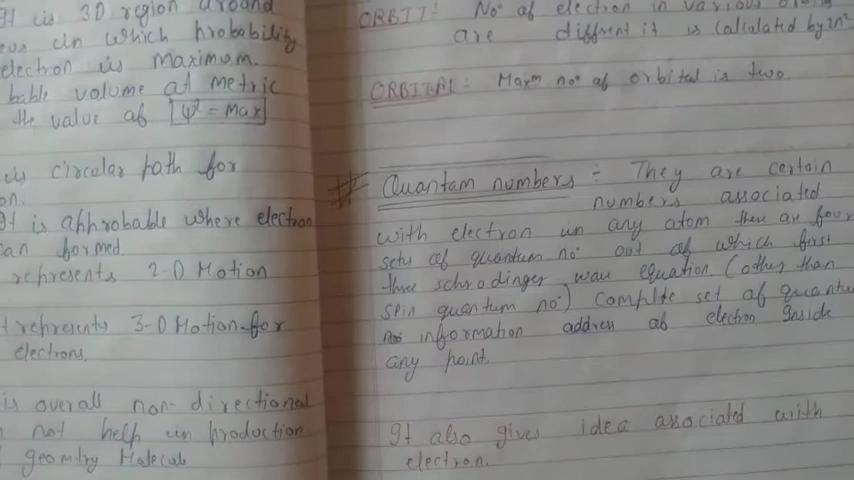 It is 3D region around
in which probability
electron is maximum.
bable volume at metric
the value of [ψ² = Max]
is circular path for
on.
It is approbable where electron
can formed.
represents 2-D Motion
represents 3-D Motion for
electrons.
is overall non-directional
not help in production
geometry Molecul
ORBIT: No of electron in various
are diffrent it is calculated by 2n²
ORBITAL: Maxm no of orbital is two
# Quantam numbers :- They are certain
numbers associated
with electron in any atom there are four
sets of quantum no out of which first
three schrodinger wave equation (other than
spin quantum no) Complte set of quantu
information address of electron inside
any point.
It also gives idea associated with
electron.